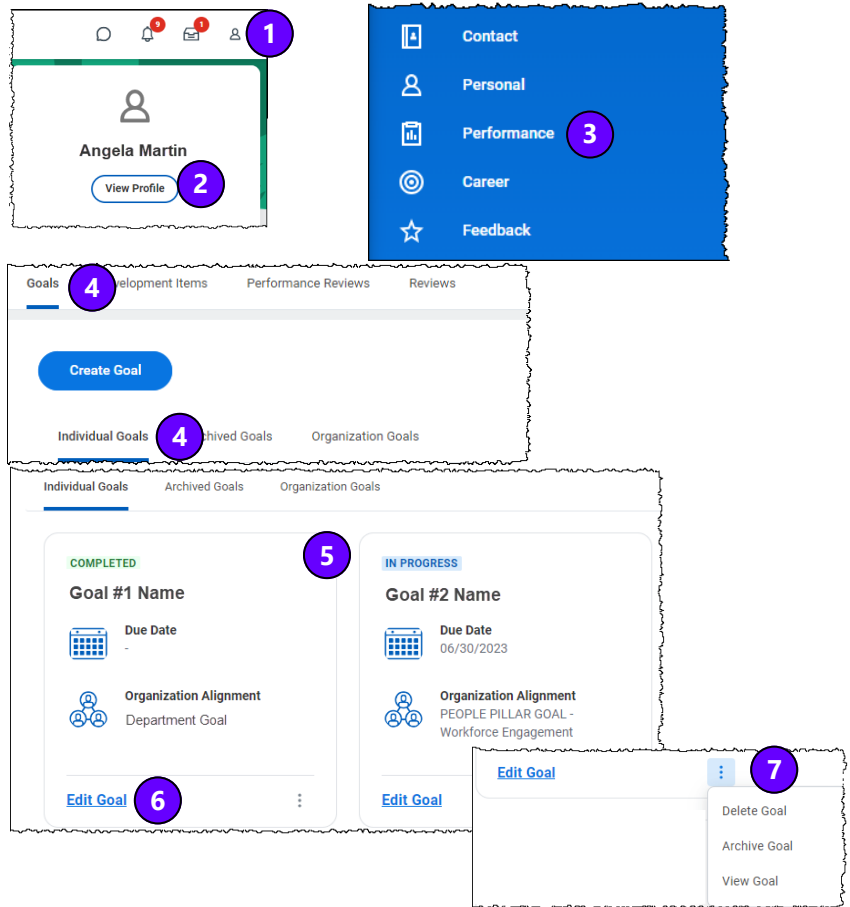 9
1
1
Angela Martin
View Profile
2
Contact
Personal
Performance
3
Career
Feedback
Goals
4
velopment Items
Performance Reviews
Reviews
Create Goal
Individual Goals
4
chived Goals
Organization Goals
Individual Goals
Archived Goals
Organization Goals
5
COMPLETED
Goal #1 Name
Due Date
-
Organization Alignment
Department Goal
Edit Goal
6
IN PROGRESS
Goal #2 Name
Due Date
06/30/2023
Organization Alignment
PEOPLE PILLAR GOAL -
Workforce Engagement
Edit Goal
Edit Goal
7
Delete Goal
Archive Goal
View Goal